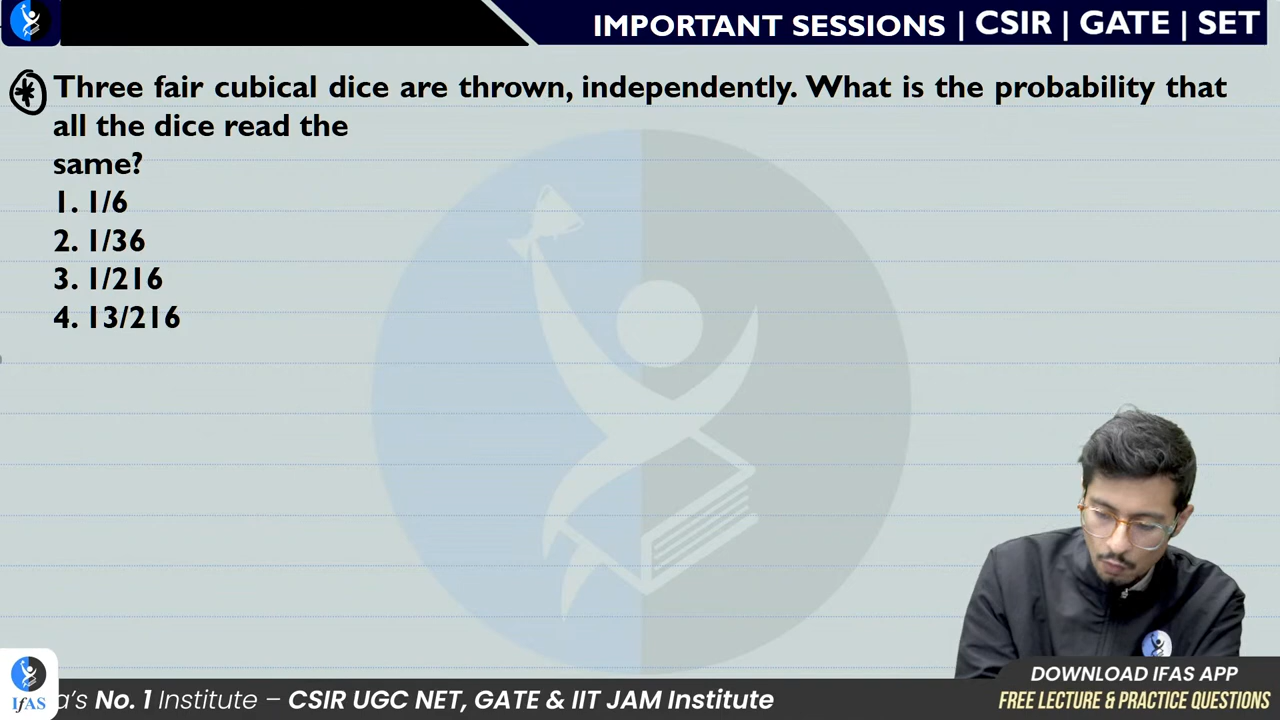 IMPORTANT SESSIONS | CSIR | GATE | SET
Three fair cubical dice are thrown, independently. What is the probability that
all the dice read the
same?
1. 1/6
2. 1/36
3. 1/216
4. 13/216
DOWNLOAD IFAS APP
IfAS
a's No. 1 Institute – CSIR UGC NET, GATE & IIT JAM Institute
FREE LECTURE & PRACTICE QUESTIONS